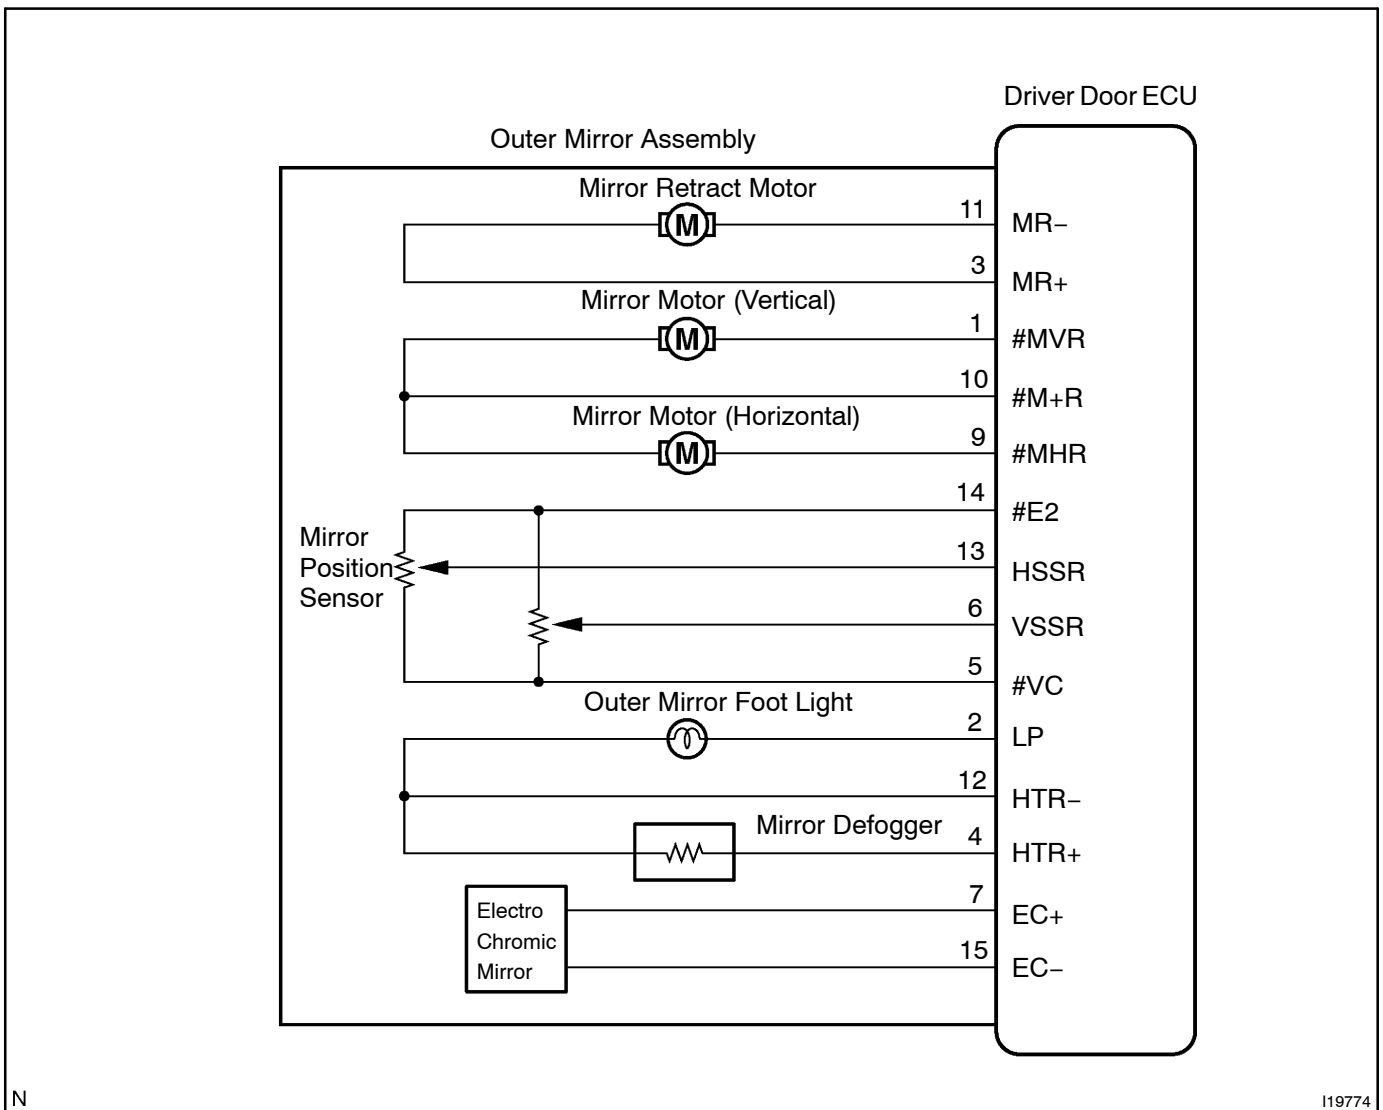 Driver Door ECU
Outer Mirror Assembly
Mirror Retract Motor
M
11
MR−
3
MR+
Mirror Motor (Vertical)
M
1
#MVR
10
#M+R
Mirror Motor (Horizontal)
M
9
#MHR
14
#E2
Mirror
Position
Sensor
13
HSSR
6
VSSR
5
#VC
Outer Mirror Foot Light
2
LP
12
HTR−
Mirror Defogger
4
HTR+
Electro
Chromic
Mirror
7
EC+
15
EC−
N
I19774